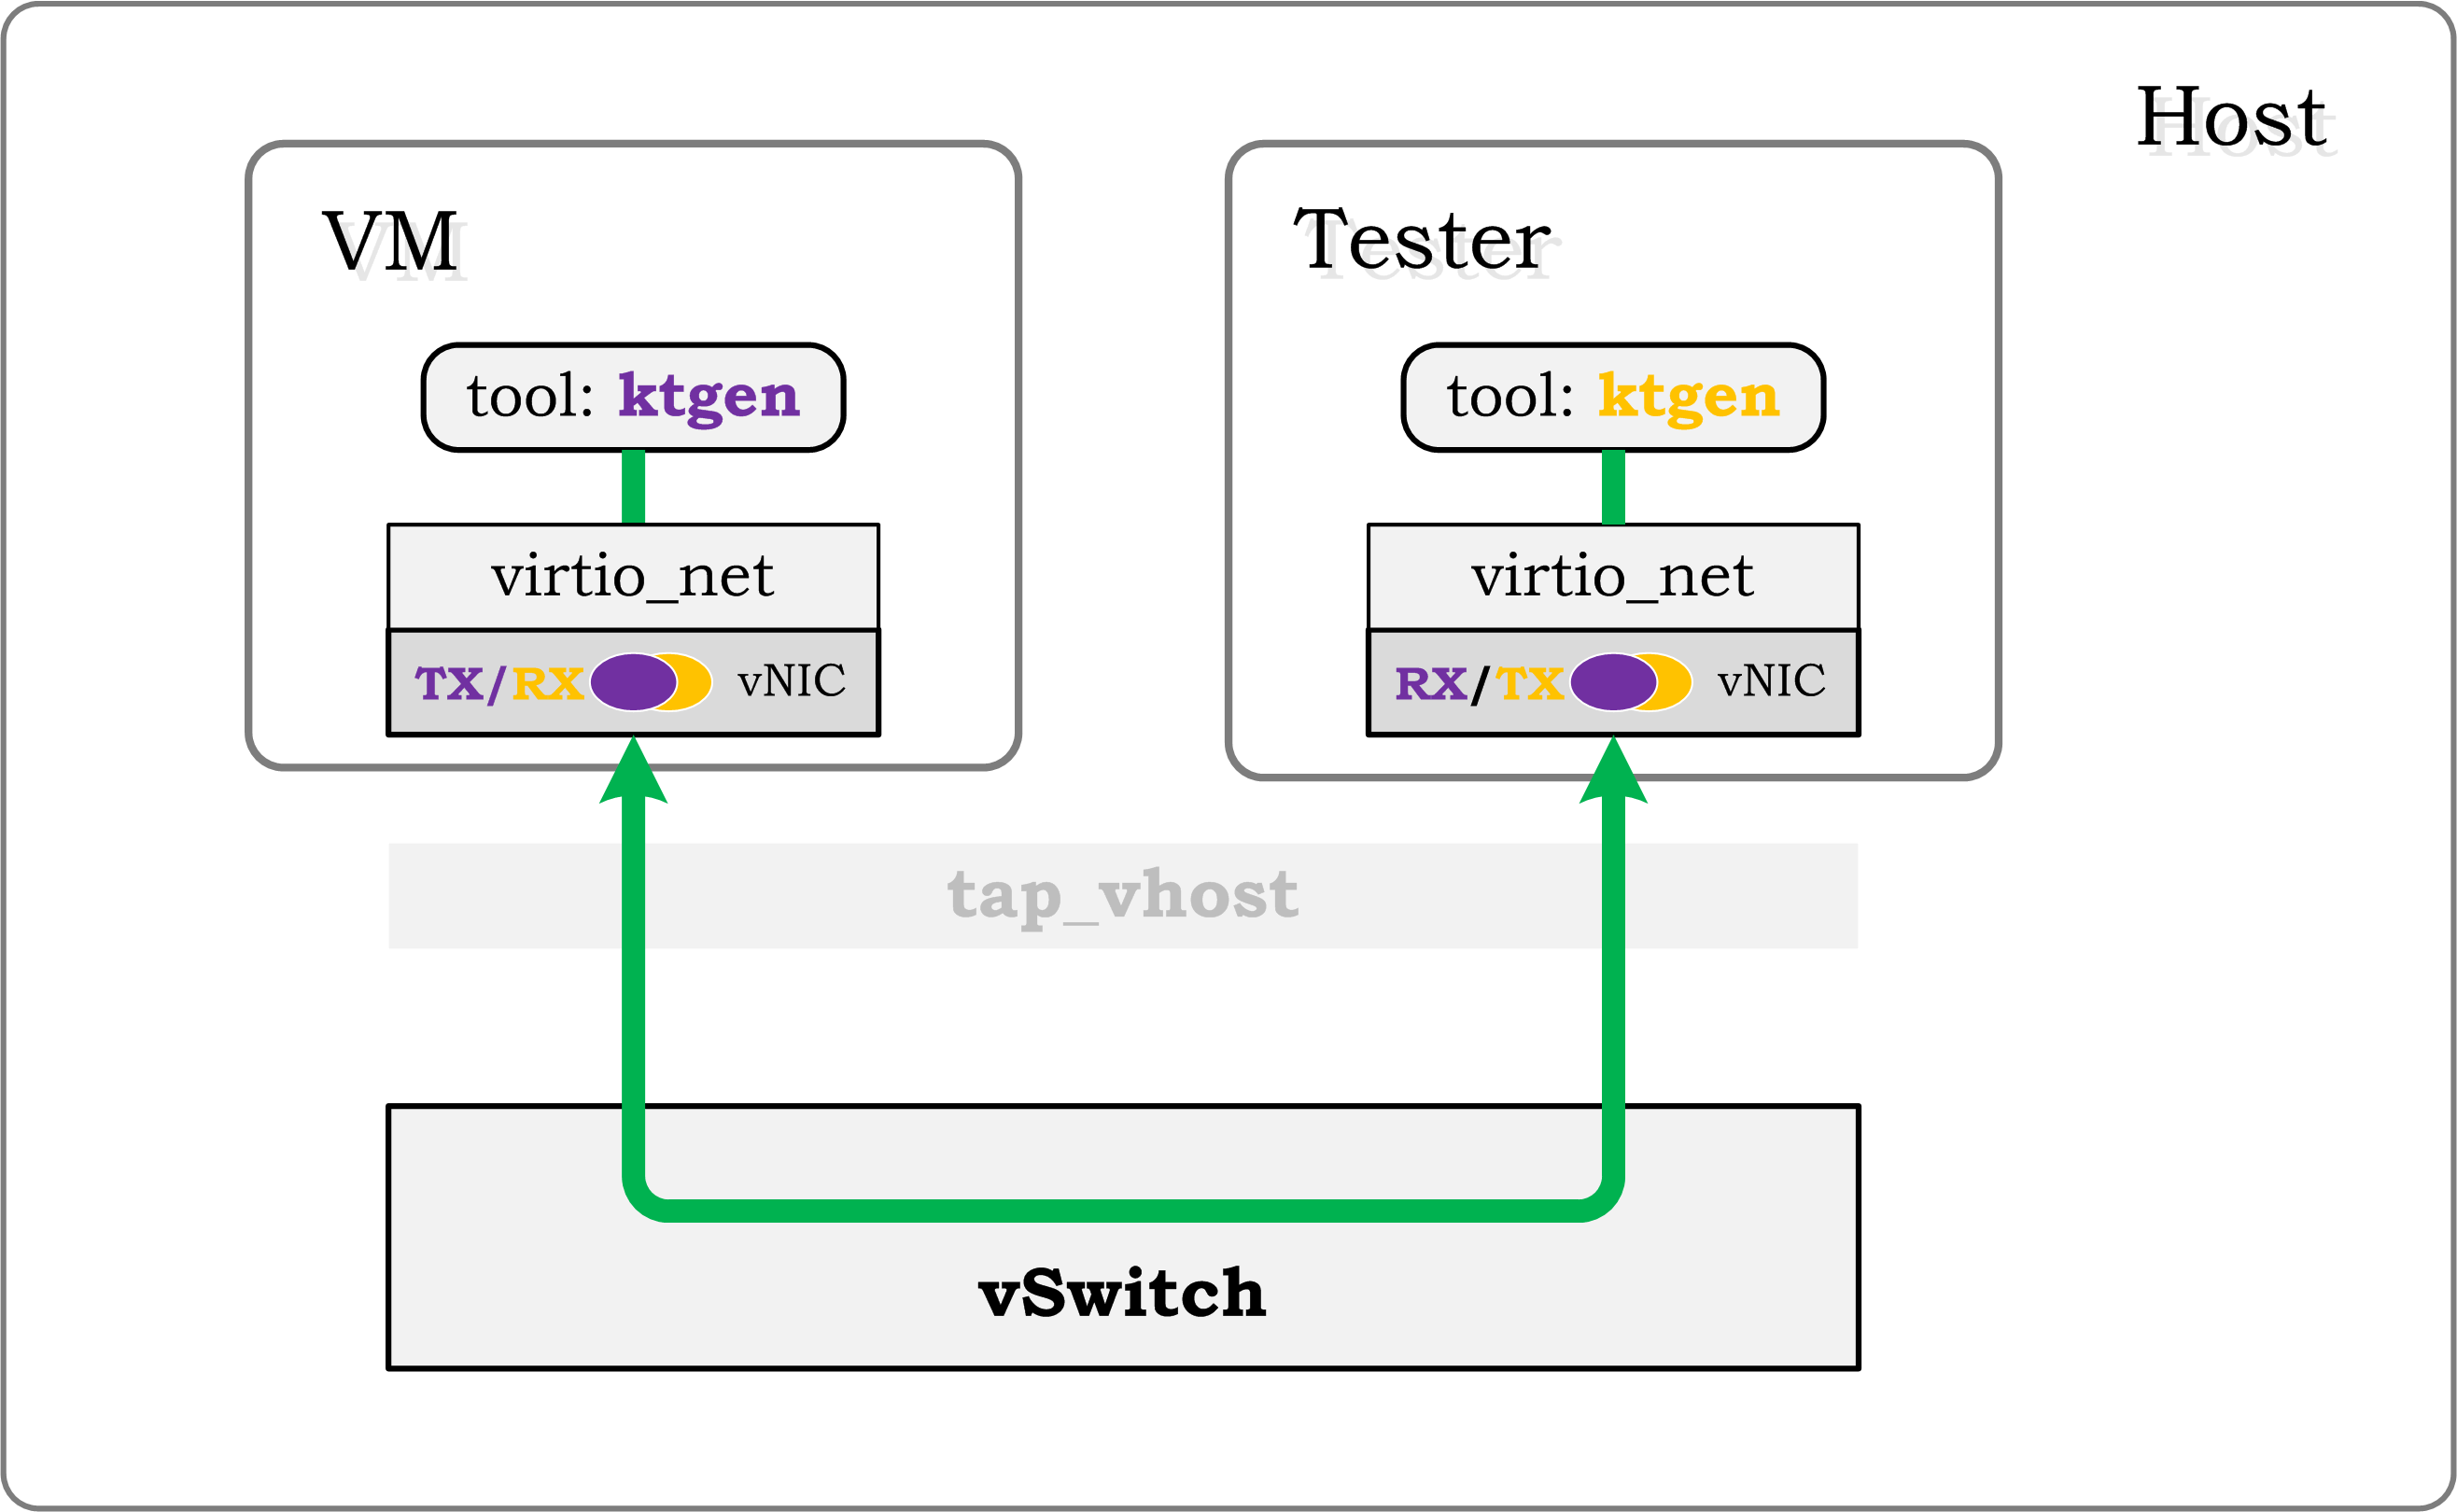 Host
VM
Tester
tool: ktgen
tool: ktgen
virtio_net
virtio_net
TX/RX vNIC
RX/TX vNIC
tap_vhost
vSwitch